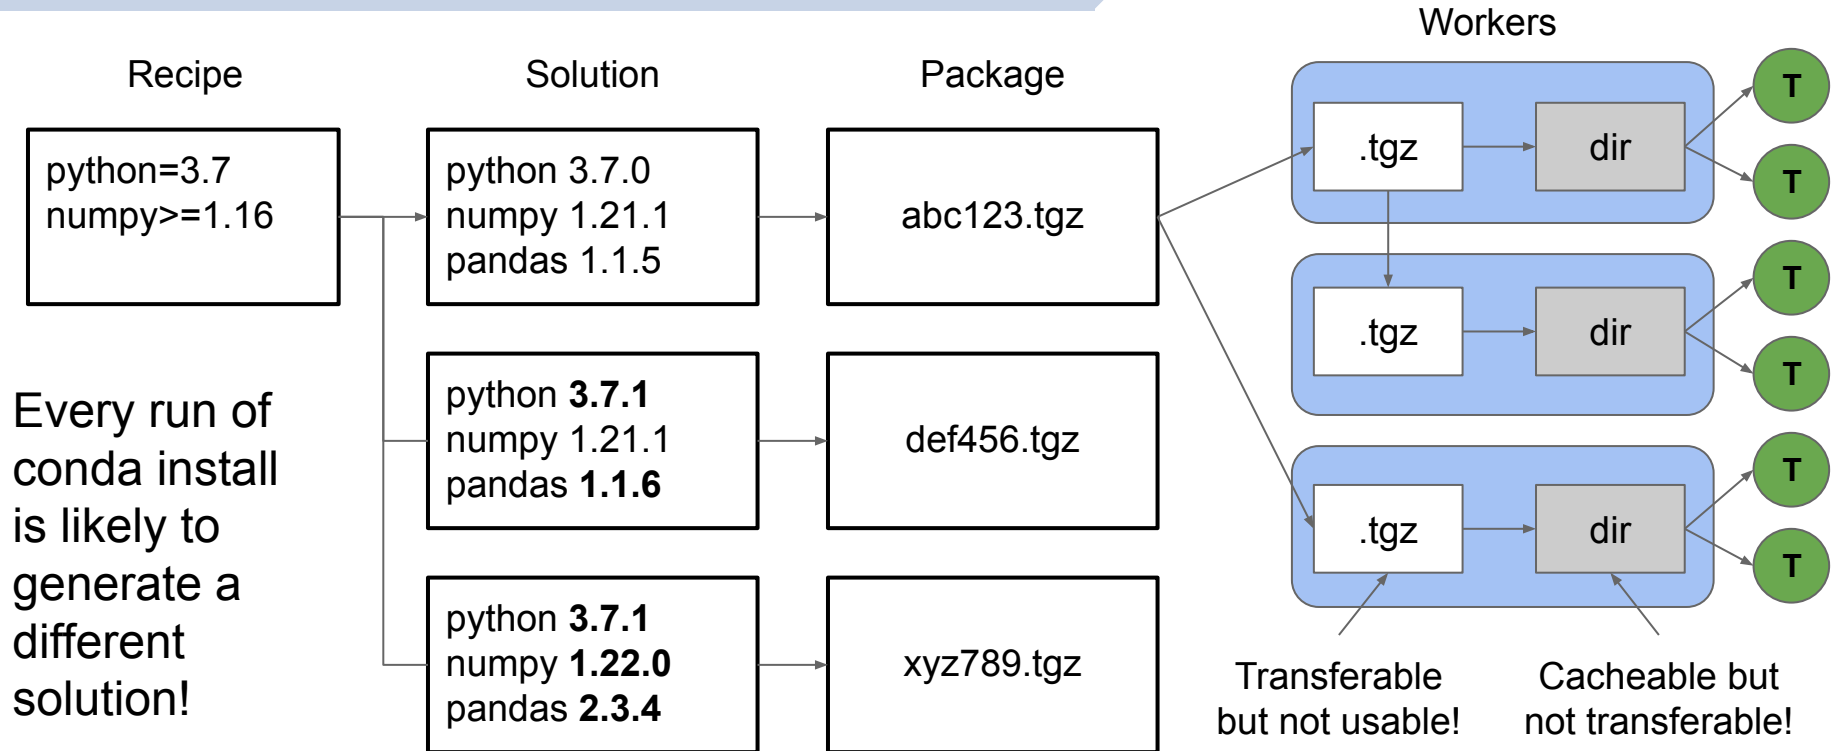 Recipe
Solution
Package
Workers
python=3.7
numpy>=1.16
python 3.7.0
numpy 1.21.1
pandas 1.1.5
abc123.tgz
python 3.7.1
numpy 1.21.1
pandas 1.1.6
def456.tgz
python 3.7.1
numpy 1.22.0
pandas 2.3.4
xyz789.tgz
Every run of
conda install
is likely to
generate a
different
solution!
.tgz
dir
T
T
.tgz
dir
T
T
.tgz
dir
T
T
Transferable
but not usable!
Cacheable but
not transferable!